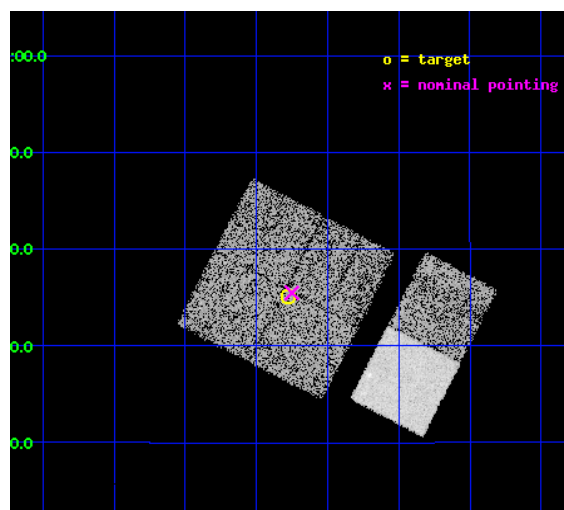 :00.0
o = target
x = nominal pointing
0.0
0.0
0.0
0.0